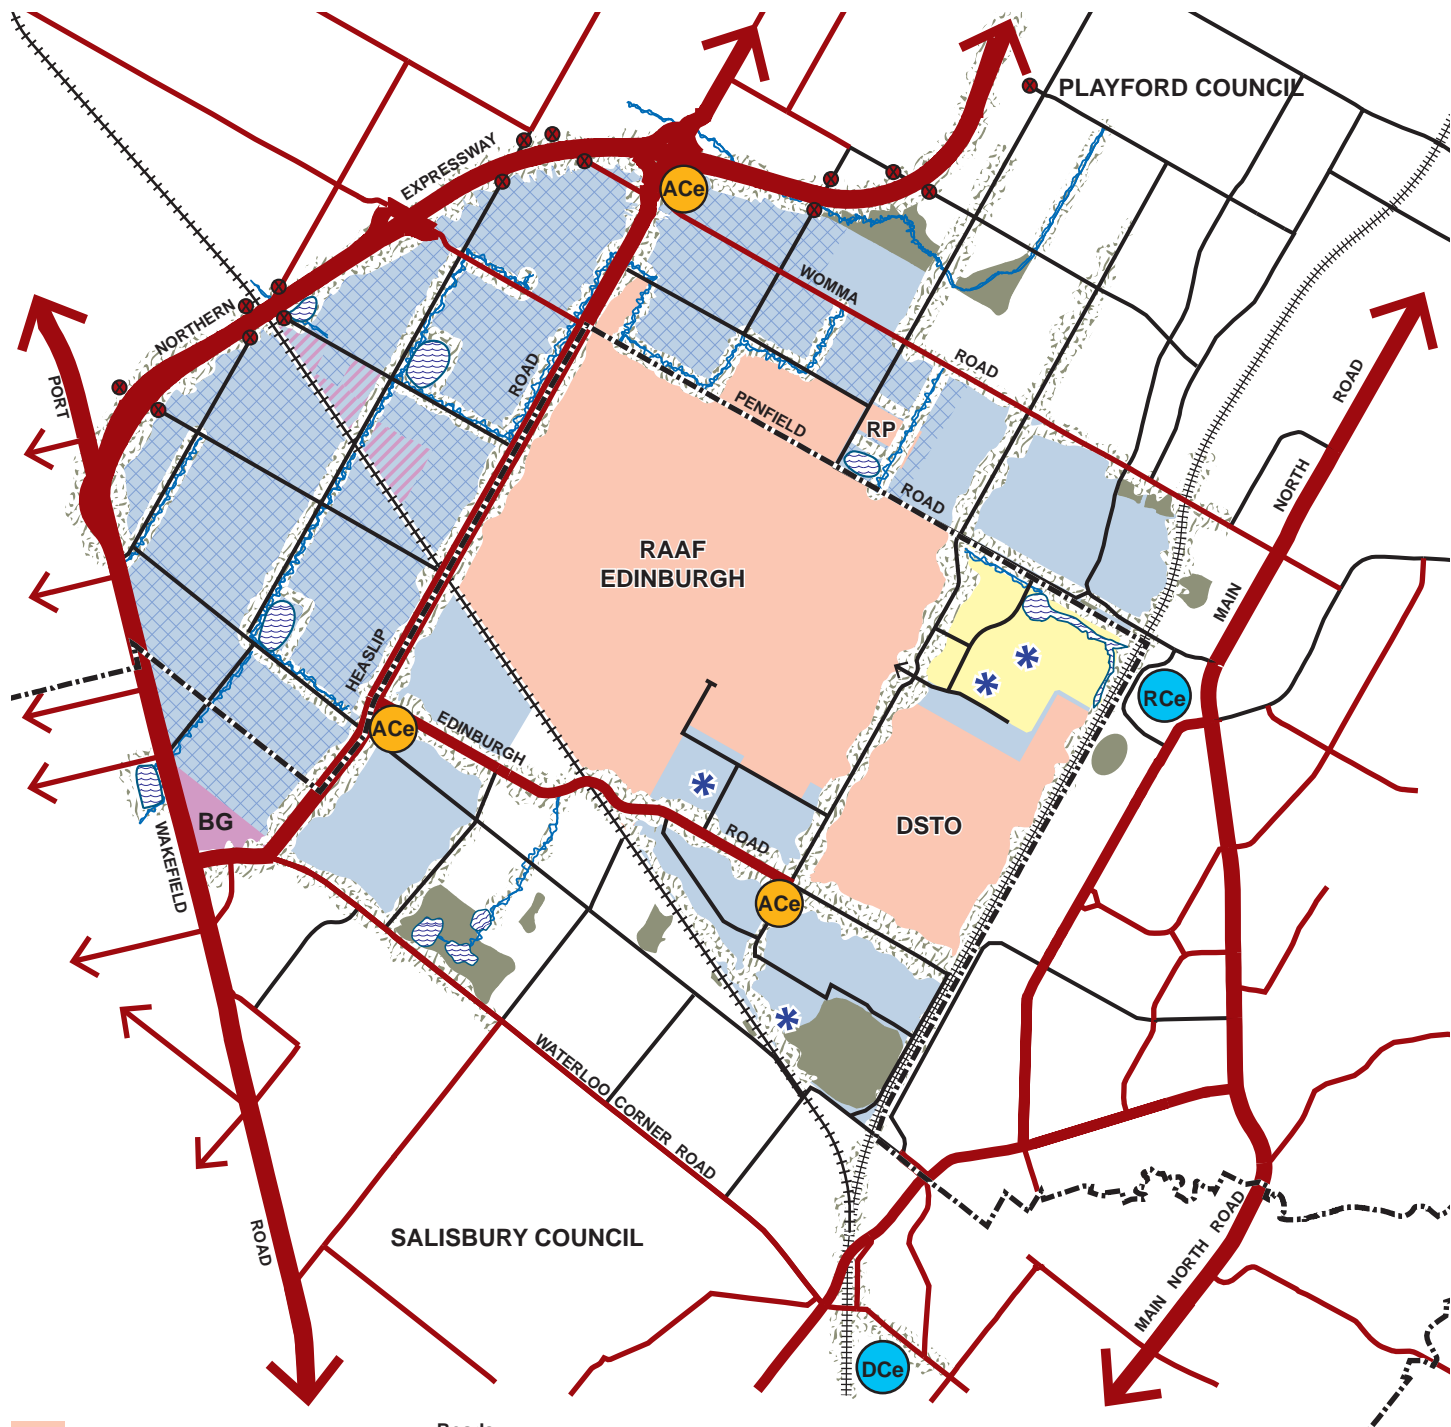 PLAYFORD COUNCIL
EXPRESSWAY
ACe
NORTHERN
WOMMA
ROAD
ROAD
PORT
ROAD
PENFIELD
RP
ROAD
ROAD
NORTH
MAIN
RAAF
EDINBURGH
HEASLIP
ACe
EDINBURGH
RCe
BG
ROAD
DSTO
WAKEFIELD
ACe
WATERLOO CORNER ROAD
ROAD
SALISBURY COUNCIL
MAIN NORTH ROAD
DCe